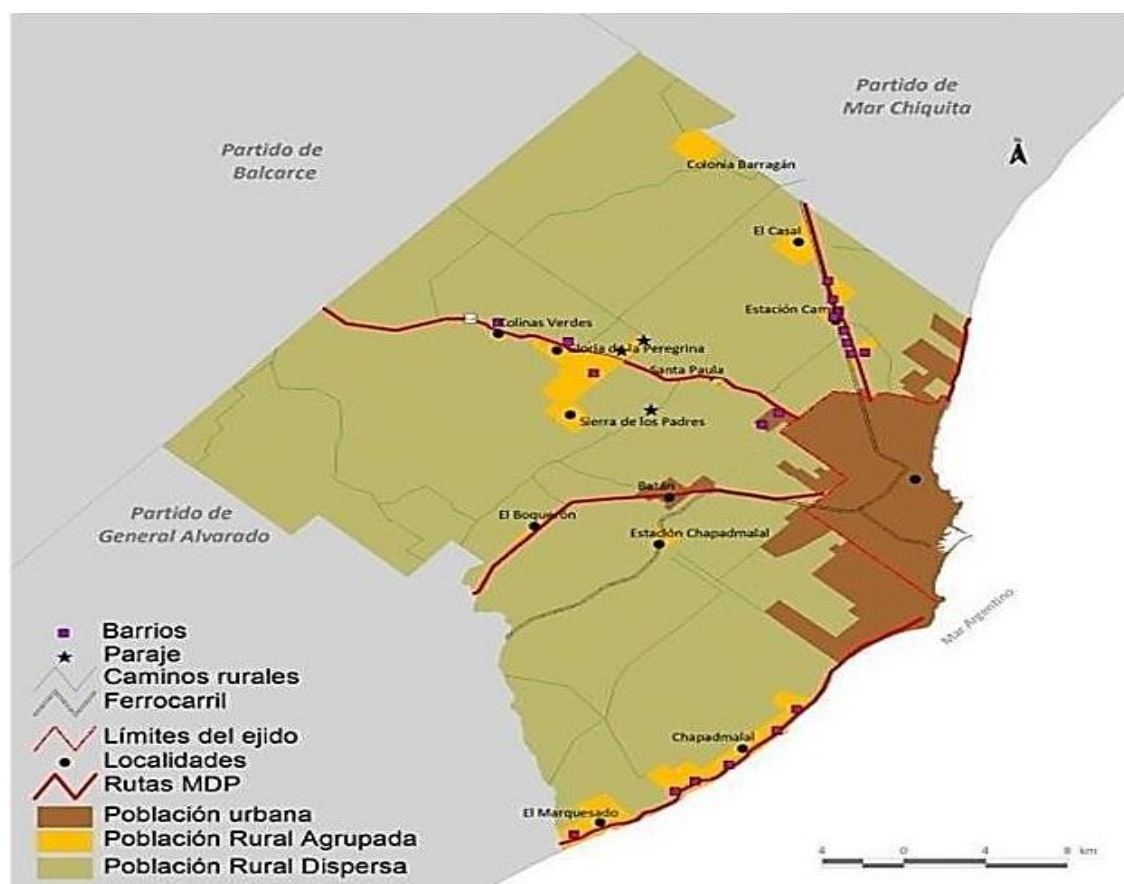 Partido de
Mar Chiquita
Partido de
Balcarce
N
Colonia Barragán
El Casal
Estación Cam
Colinas Verdes
Gloria de la Peregrina
Santa Paula
Sierra de los Padres
Batán
El Boquerón
Estación Chapadmalal
Partido de
General Alvarado
Mar Argentino
Chapadmalal
El Marquesado
Barrios
Paraje
Caminos rurales
Ferrocarril
Límites del ejido
Localidades
Rutas MDP
Población urbana
Población Rural Agrupada
Población Rural Dispersa
4 0 4 8 km